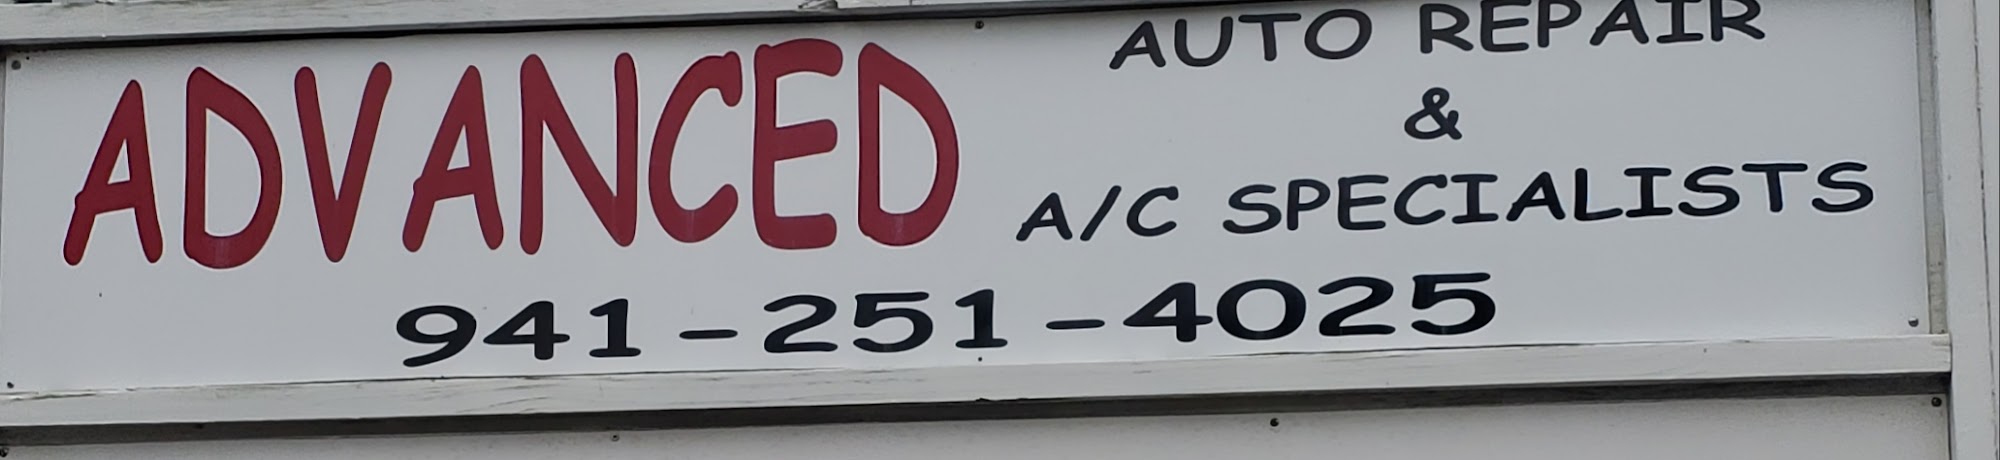 ADVANCED
AUTO REPAIR
&
A/C SPECIALISTS
941-251-4025